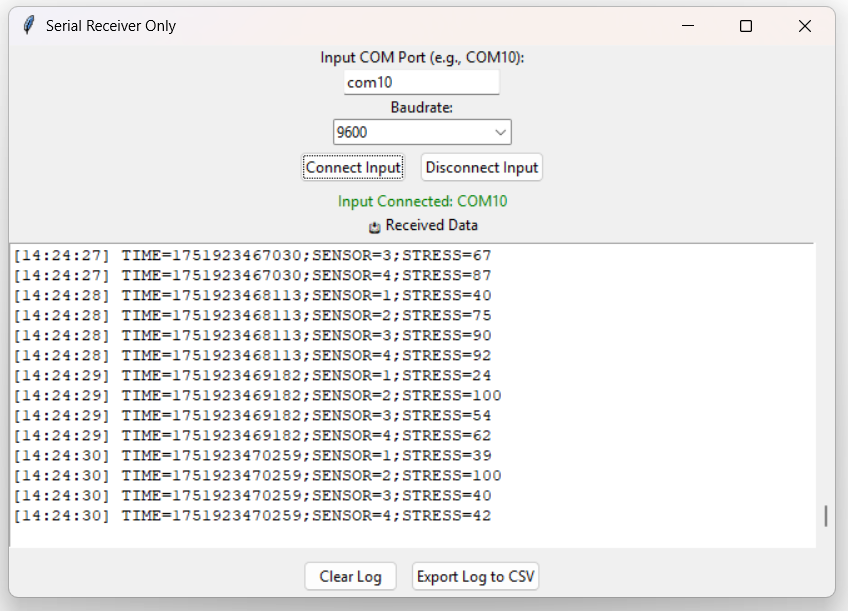 Serial Receiver Only
Input COM Port (e.g., COM10):
com10
Baudrate:
9600
Connect Input Disconnect Input
Input Connected: COM10
Received Data
[14:24:27] TIME=1751923467030;SENSOR=3;STRESS=67
[14:24:27] TIME=1751923467030;SENSOR=4;STRESS=87
[14:24:28] TIME=1751923468113;SENSOR=1;STRESS=40
[14:24:28] TIME=1751923468113;SENSOR=2;STRESS=75
[14:24:28] TIME=1751923468113;SENSOR=3;STRESS=90
[14:24:28] TIME=1751923468113;SENSOR=4;STRESS=92
[14:24:29] TIME=1751923469182;SENSOR=1;STRESS=24
[14:24:29] TIME=1751923469182;SENSOR=2;STRESS=100
[14:24:29] TIME=1751923469182;SENSOR=3;STRESS=54
[14:24:29] TIME=1751923469182;SENSOR=4;STRESS=62
[14:24:30] TIME=1751923470259;SENSOR=1;STRESS=39
[14:24:30] TIME=1751923470259;SENSOR=2;STRESS=100
[14:24:30] TIME=1751923470259;SENSOR=3;STRESS=40
[14:24:30] TIME=1751923470259;SENSOR=4;STRESS=42
Clear Log Export Log to CSV